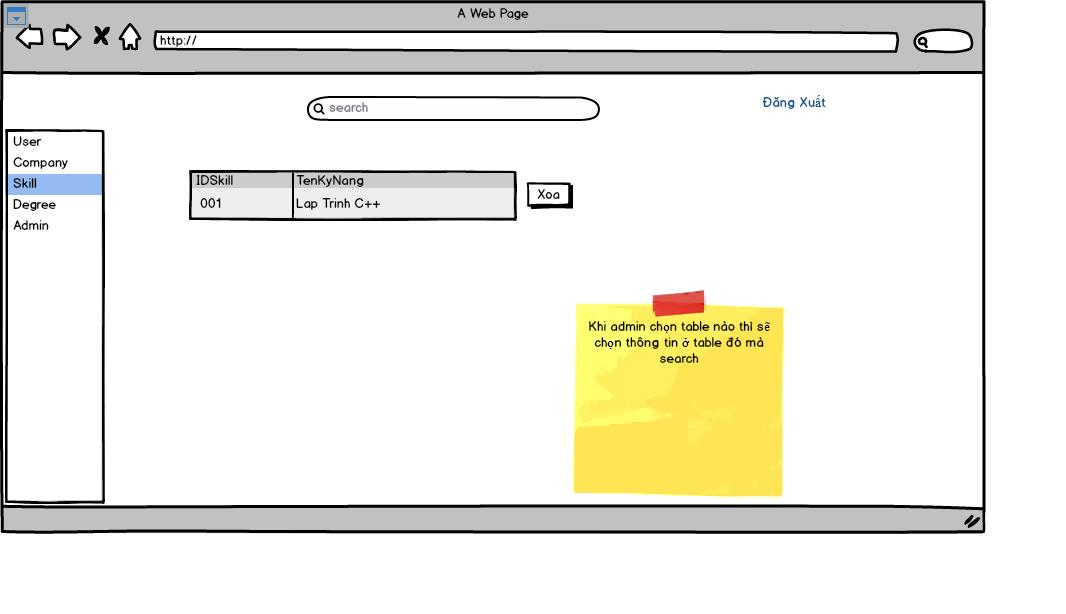 A Web Page
http://
search
Đăng Xuất
User
Company
Skill
Degree
Admin
IDSkill TenKyNang
001 Lap Trinh C++
Xoa
Khi admin chọn table nào thì sẽ
chọn thông tin ở table đó mà
search